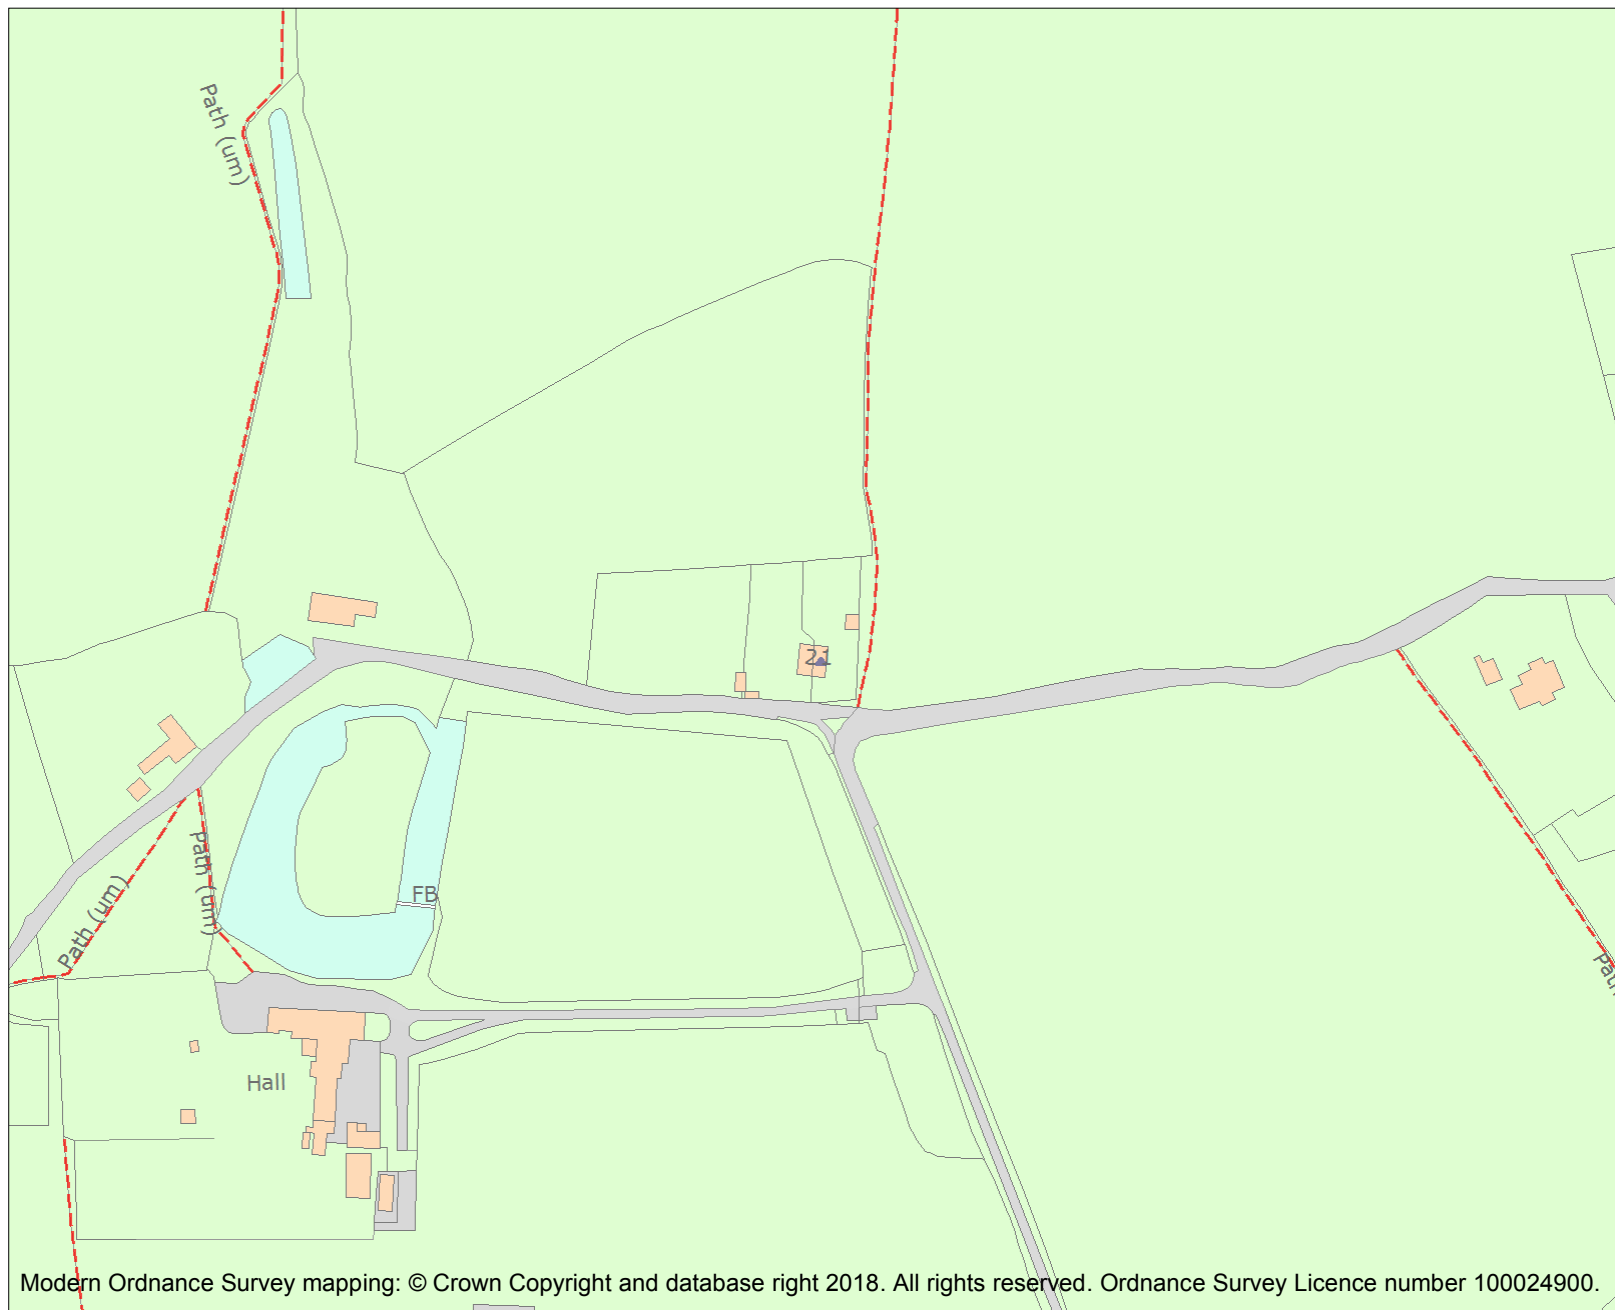 Path (um)
21
Path (um)
Path (um)
FB
Path
Hall
Modern Ordnance Survey mapping: © Crown Copyright and database right 2018. All rights reserved. Ordnance Survey Licence number 100024900.